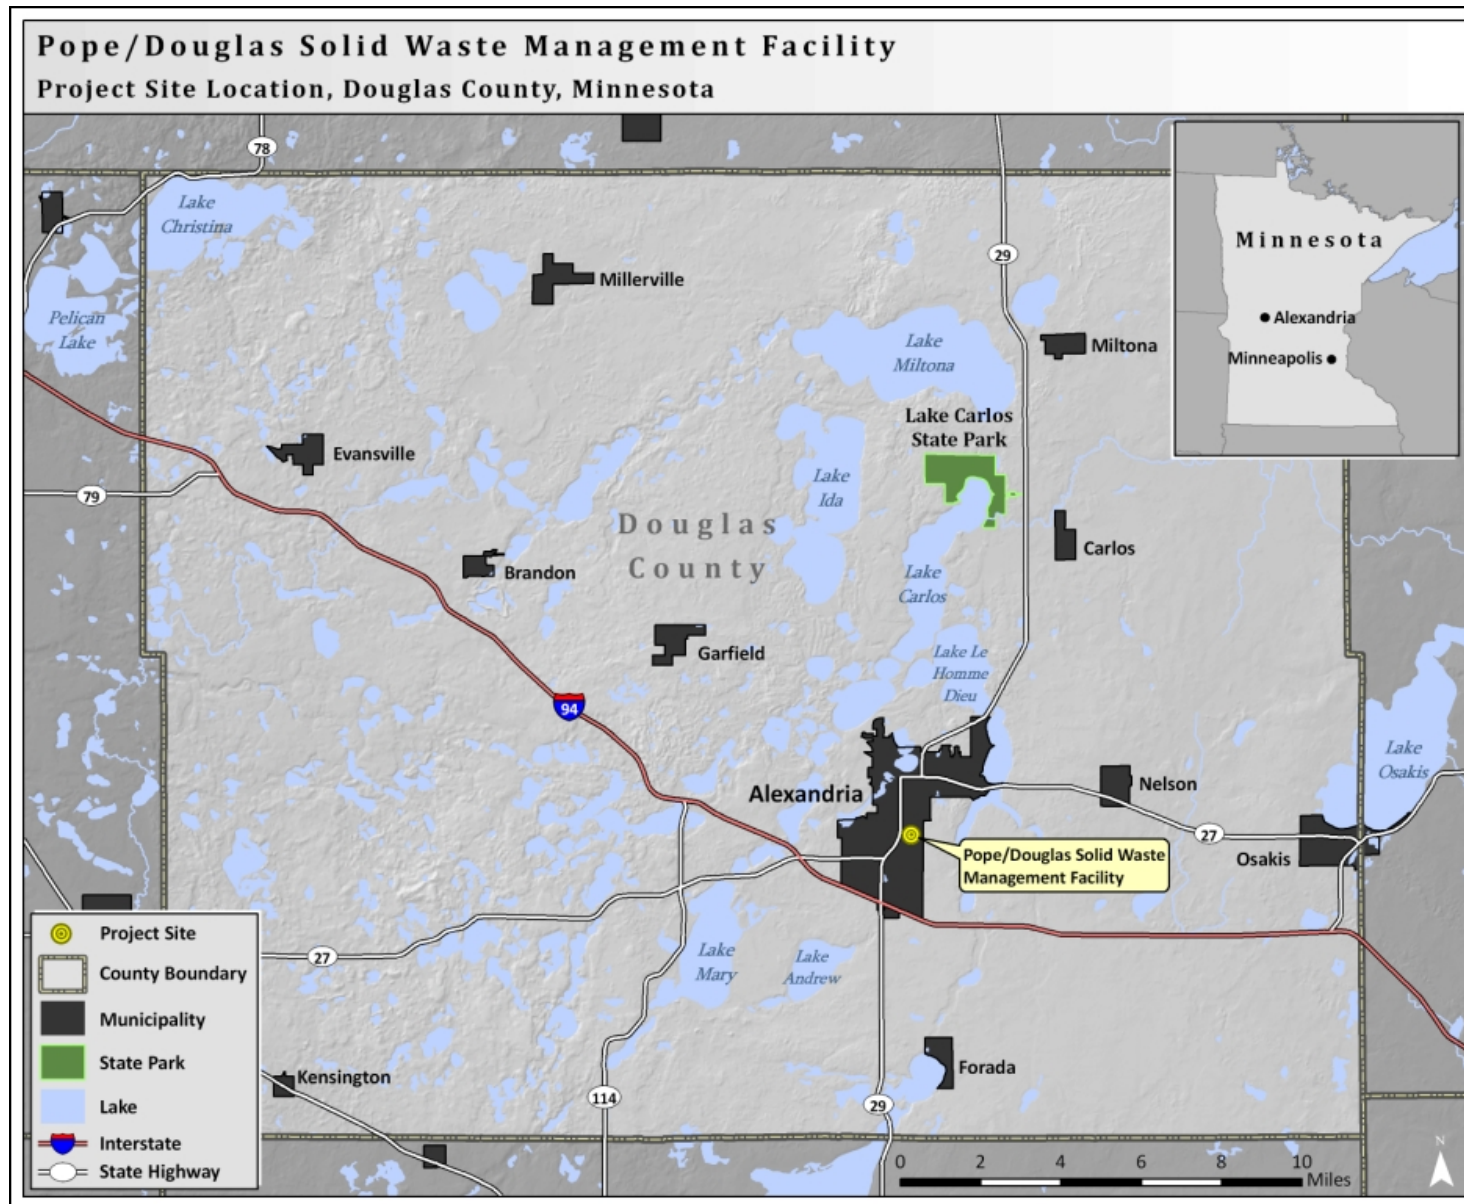 Pope/Douglas Solid Waste Management Facility
Project Site Location, Douglas County, Minnesota
78
Lake
Christina
Millerville
29
Minnesota
Alexandria
Minneapolis
Pelican
Lake
Lake
Miltona
Miltona
Lake Carlos
State Park
Evansville
79
Lake
Ida
Douglas
County
Carlos
Brandon
Lake
Carlos
Garfield
Lake Le
Homme
Dieu
94
Lake
Osakis
Alexandria
Nelson
27
Osakis
Pope/Douglas Solid Waste
Management Facility
27
Lake
Mary
Lake
Andrew
Kensington
114
29
Forada
Project Site
County Boundary
Municipality
State Park
Lake
Interstate
State Highway
0 2 4 6 8 10
Miles
N